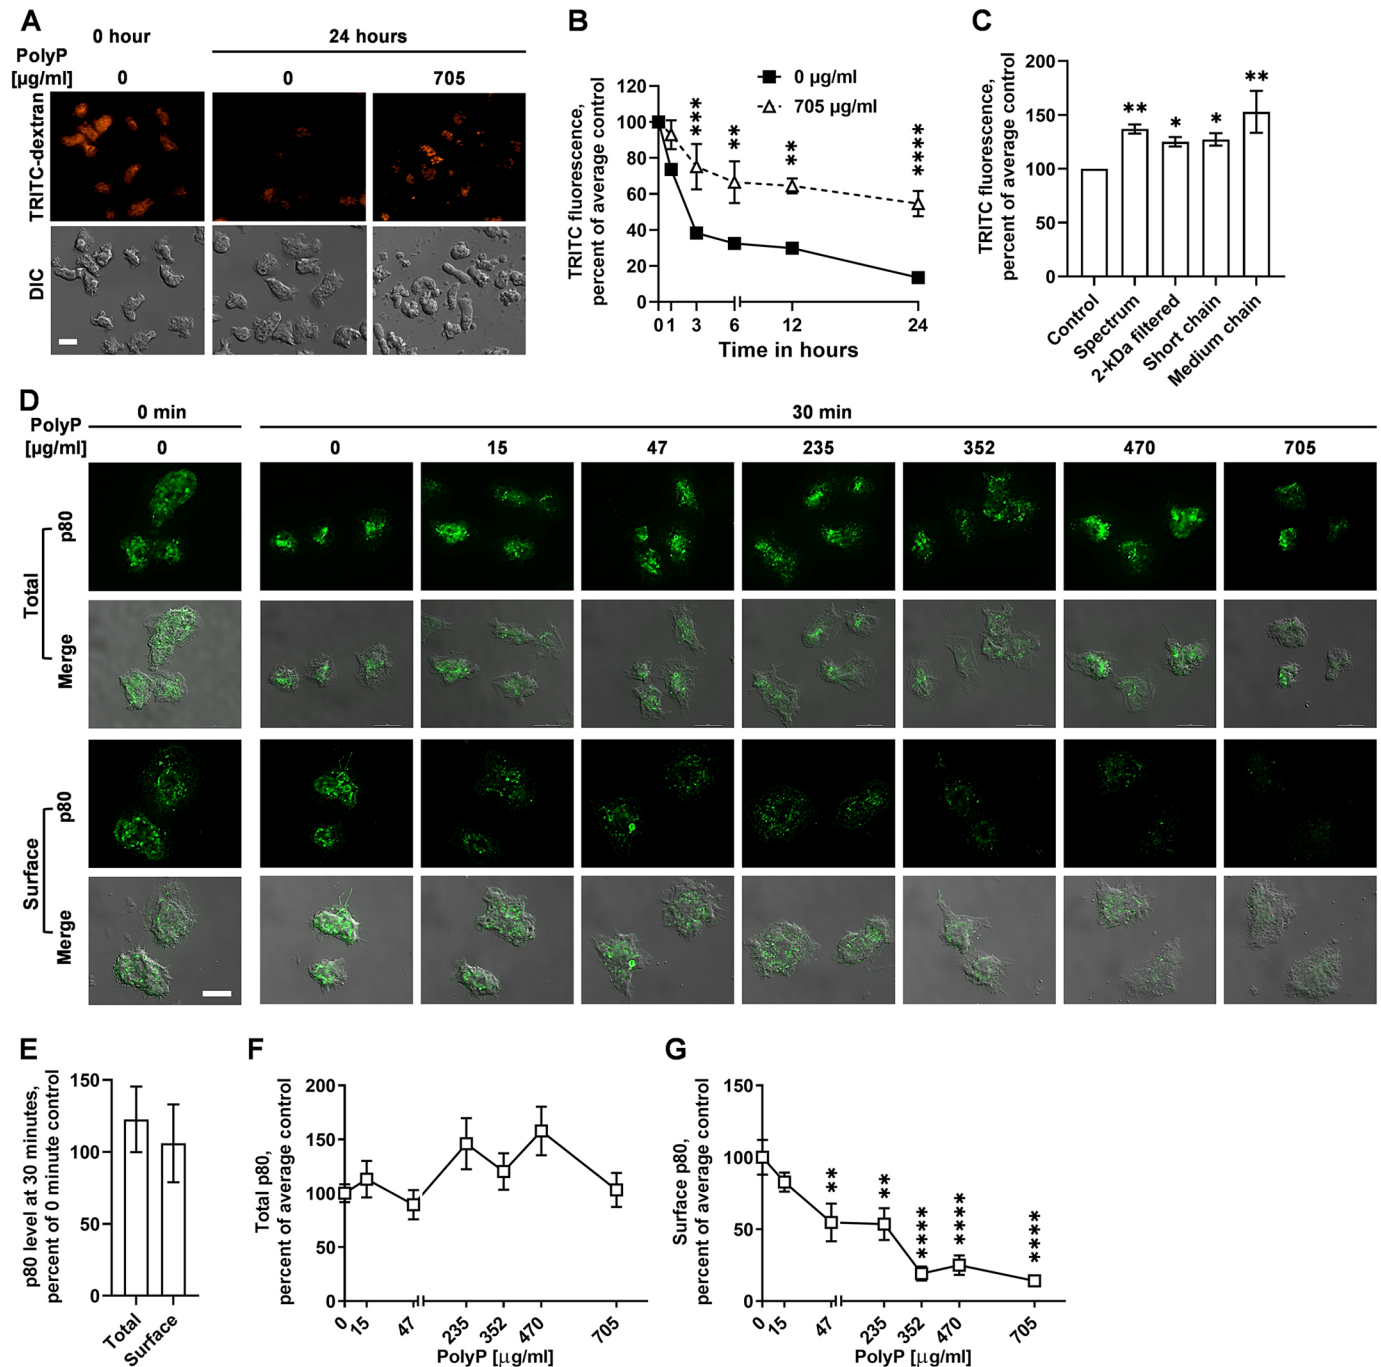 A
0 hour
24 hours
PolyP
[µg/ml]
0
0
705
TRITC-dextran
DIC
B
0 µg/ml
705 µg/ml
TRITC fluorescence,
percent of average control
120
100
80
60
40
20
0
***
**
**
****
0 1 3 6 12 24
Time in hours
C
TRITC fluorescence,
percent of average control
200
150
100
50
0
**
*
*
**
Control
Spectrum
2-kDa filtered
Short chain
Medium chain
D
0 min
30 min
PolyP
[µg/ml]
0
0
15
47
235
352
470
705
Total
p80
Merge
Surface
p80
Merge
E
p80 level at 30 minutes,
percent of 0 minute control
150
100
50
0
Total
Surface
F
Total p80,
percent of average control
200
150
100
50
0
0
15
47
235
352
470
705
PolyP [µg/ml]
G
Surface p80,
percent of average control
150
100
50
0
**
**
****
****
****
0
15
47
235
352
470
705
PolyP [µg/ml]